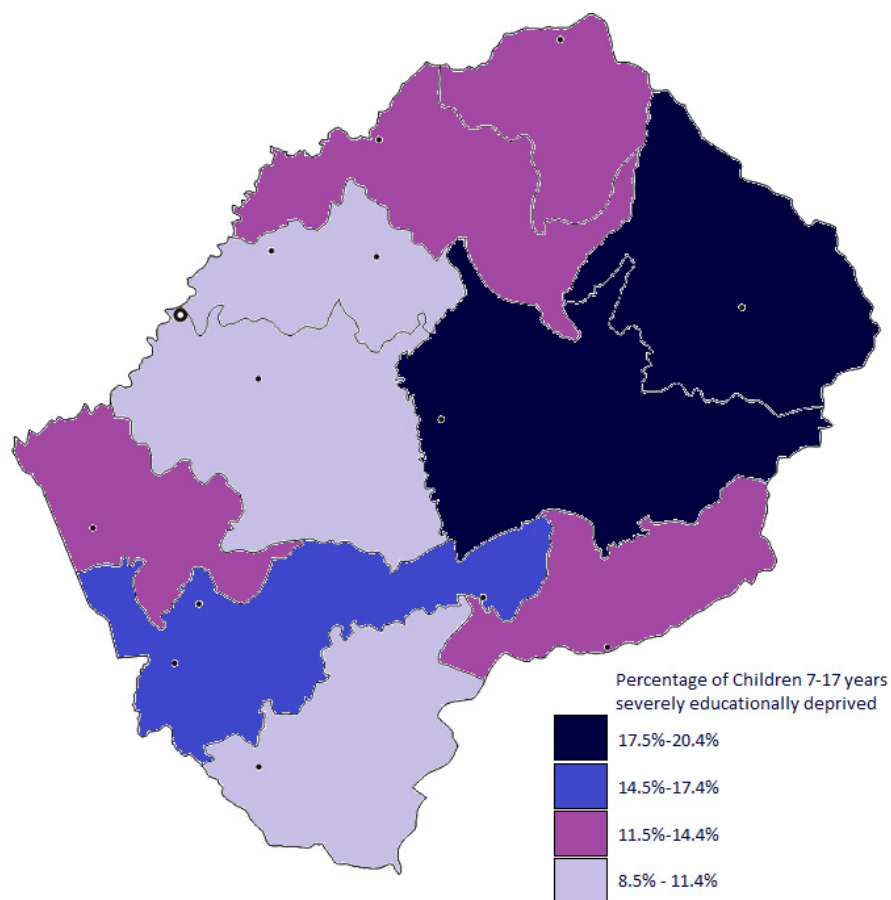 Percentage of Children 7-17 years
severely educationally deprived
17.5%-20.4%
14.5%-17.4%
11.5%-14.4%
8.5% - 11.4%